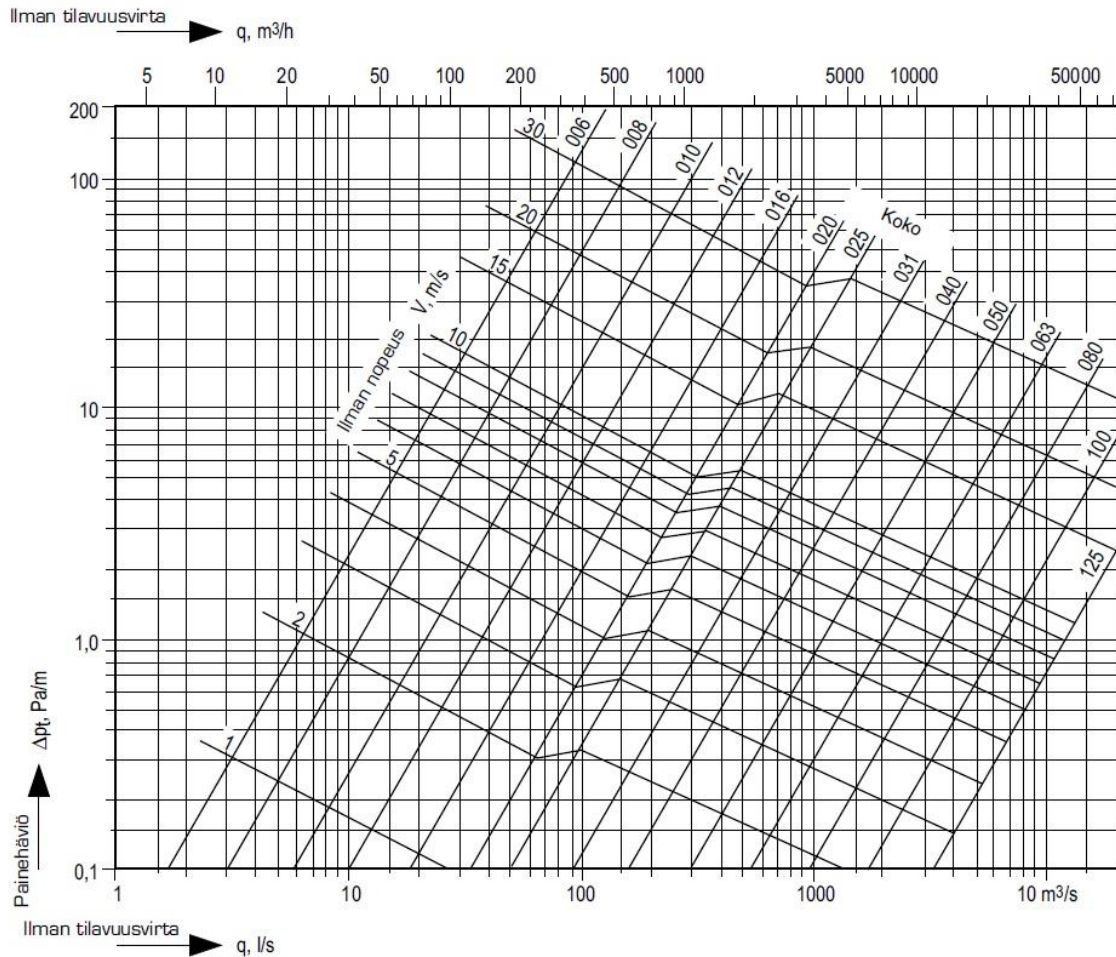 Ilman tilavuusvirta
q, m³/h
5 10 20 50 100 200 500 1000 5000 10000 50000
200
100
10
1,0
0,1
30 006 008 010 012 016 020 025 031 040 050 063 080 100 125
Koko
20
15
10
5
2
1
Ilman nopeus V, m/s
Painehäviö
Δpt, Pa/m
1 10 100 1000 10 m³/s
Ilman tilavuusvirta
q, l/s